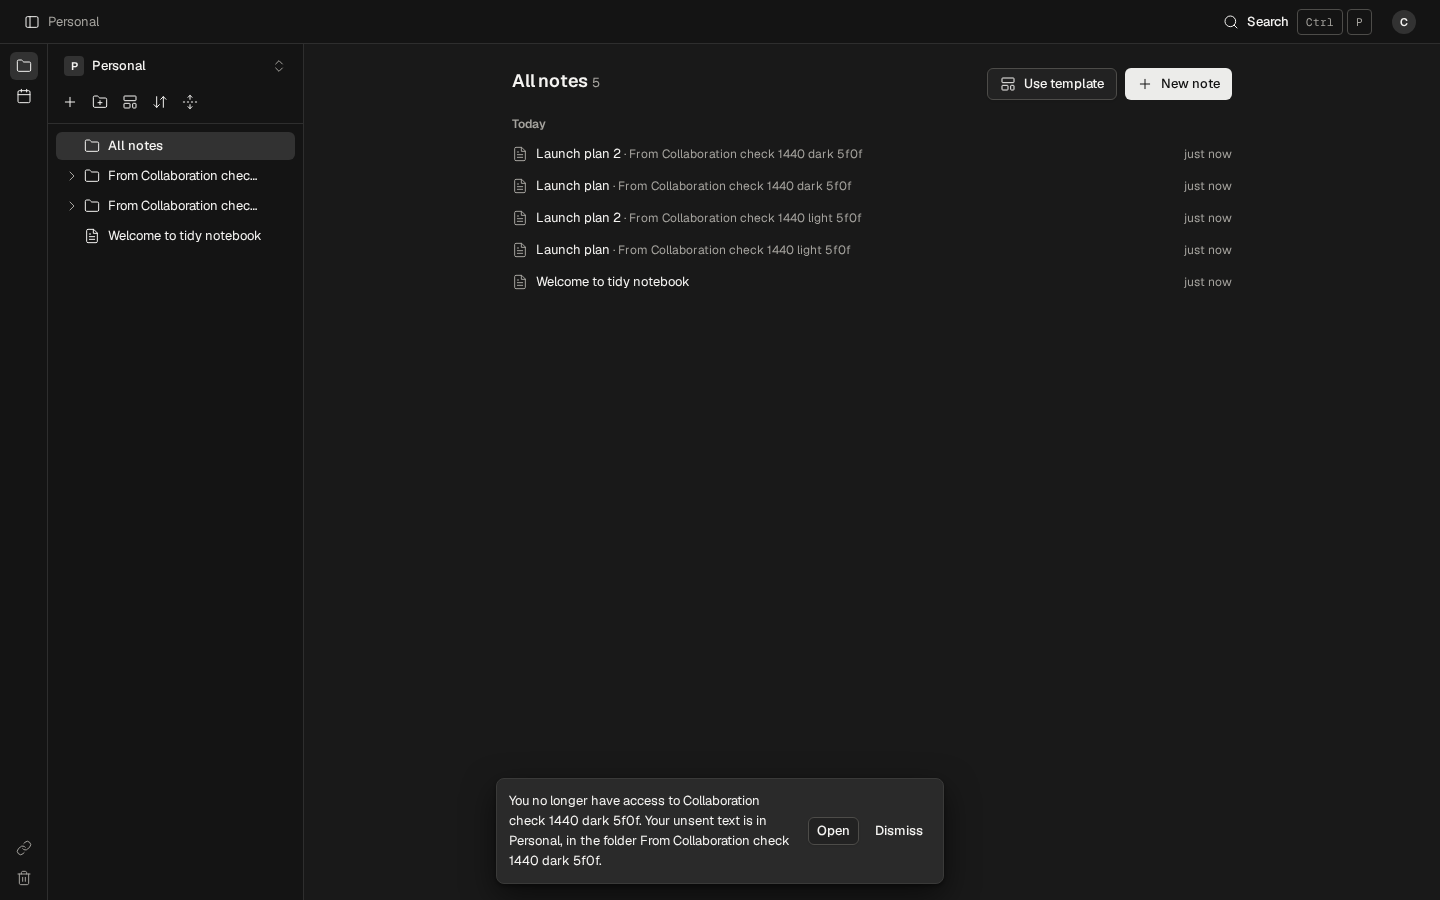 Personal
Search Ctrl P C
P Personal
All notes
From Collaboration chec…
From Collaboration chec…
Welcome to tidy notebook
All notes 5
Use template
New note
Today
Launch plan 2 · From Collaboration check 1440 dark 5f0f just now
Launch plan · From Collaboration check 1440 dark 5f0f just now
Launch plan 2 · From Collaboration check 1440 light 5f0f just now
Launch plan · From Collaboration check 1440 light 5f0f just now
Welcome to tidy notebook just now
You no longer have access to Collaboration
check 1440 dark 5f0f. Your unsent text is in
Personal, in the folder From Collaboration check
1440 dark 5f0f.
Open
Dismiss